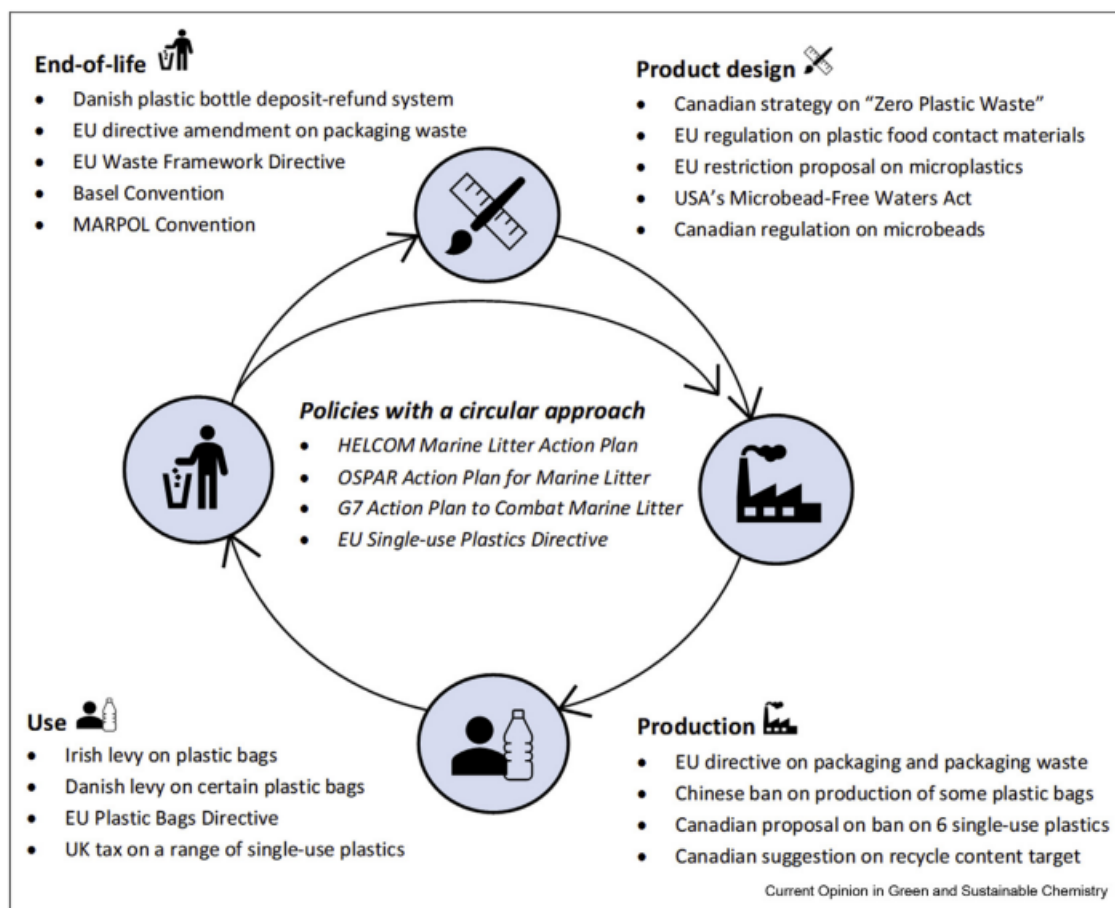 End-of-life
• Danish plastic bottle deposit-refund system
• EU directive amendment on packaging waste
• EU Waste Framework Directive
• Basel Convention
• MARPOL Convention
Product design
• Canadian strategy on “Zero Plastic Waste”
• EU regulation on plastic food contact materials
• EU restriction proposal on microplastics
• USA’s Microbead-Free Waters Act
• Canadian regulation on microbeads
Policies with a circular approach
• HELCOM Marine Litter Action Plan
• OSPAR Action Plan for Marine Litter
• G7 Action Plan to Combat Marine Litter
• EU Single-use Plastics Directive
Use
• Irish levy on plastic bags
• Danish levy on certain plastic bags
• EU Plastic Bags Directive
• UK tax on a range of single-use plastics
Production
• EU directive on packaging and packaging waste
• Chinese ban on production of some plastic bags
• Canadian proposal on ban on 6 single-use plastics
• Canadian suggestion on recycle content target
Current Opinion in Green and Sustainable Chemistry